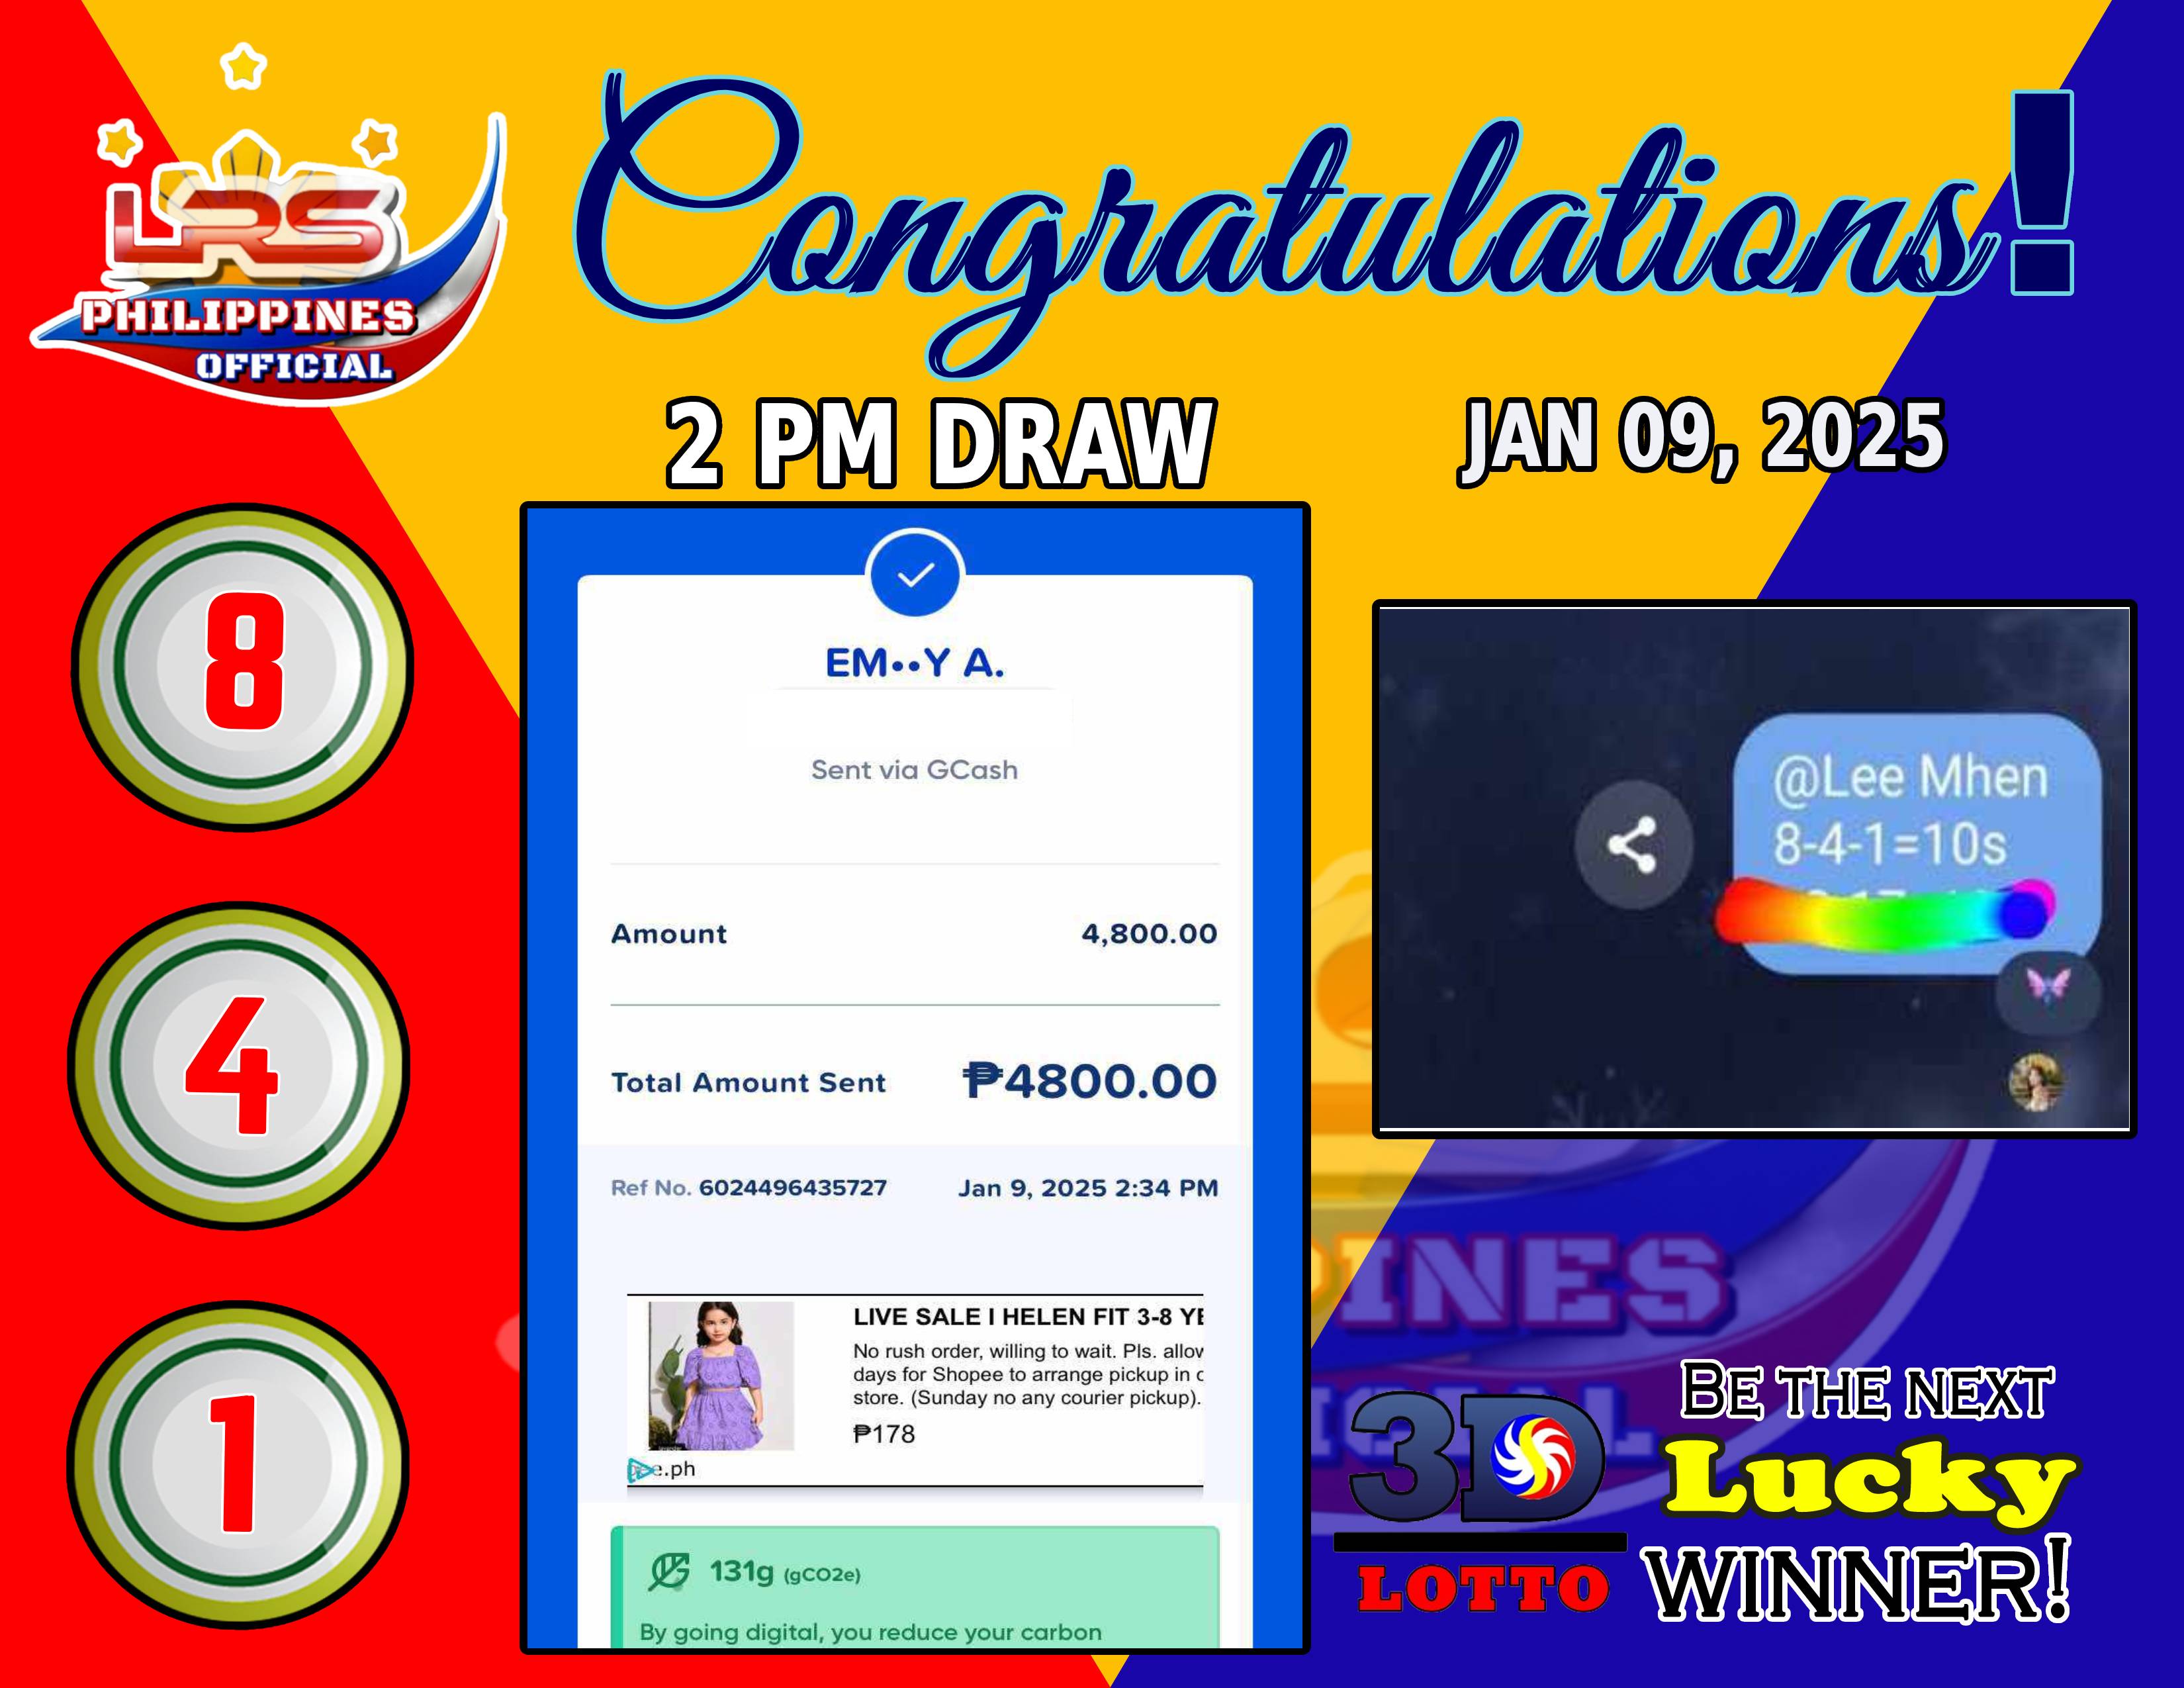 LRS
PHILIPPINES
OFFICIAL
Congratulations!
2 PM DRAW
JAN 09, 2025
8
4
1
EM••Y A.
Sent via GCash
Amount 4,800.00
Total Amount Sent ₱4800.00
Ref No. 6024496435727 Jan 9, 2025 2:34 PM
LIVE SALE I HELEN FIT 3-8 YE
No rush order, willing to wait. Pls. allow
days for Shopee to arrange pickup in
store. (Sunday no any courier pickup).
₱178
e.ph
131g (gCO2e)
By going digital, you reduce your carbon
@Lee Mhen
8-4-1=10s
PINES
3D
LOTTO
BE THE NEXT
Lucky
WINNER!